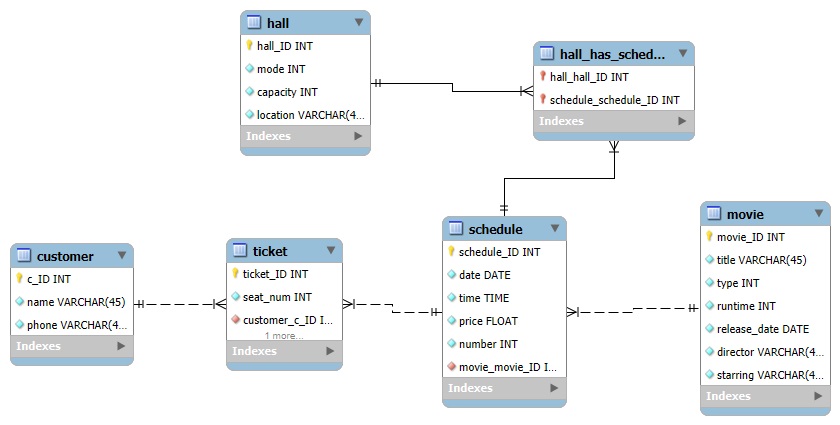 hall
hall_ID INT
mode INT
capacity INT
location VARCHAR(4...
Indexes
hall_has_sched...
hall_hall_ID INT
schedule_schedule_ID INT
Indexes
customer
c_ID INT
name VARCHAR(45)
phone VARCHAR(4...
Indexes
ticket
ticket_ID INT
seat_num INT
customer_c_ID I...
1 more...
Indexes
schedule
schedule_ID INT
date DATE
time TIME
price FLOAT
number INT
movie_movie_ID I...
Indexes
movie
movie_ID INT
title VARCHAR(45)
type INT
runtime INT
release_date DATE
director VARCHAR(4...
starring VARCHAR(4...
Indexes